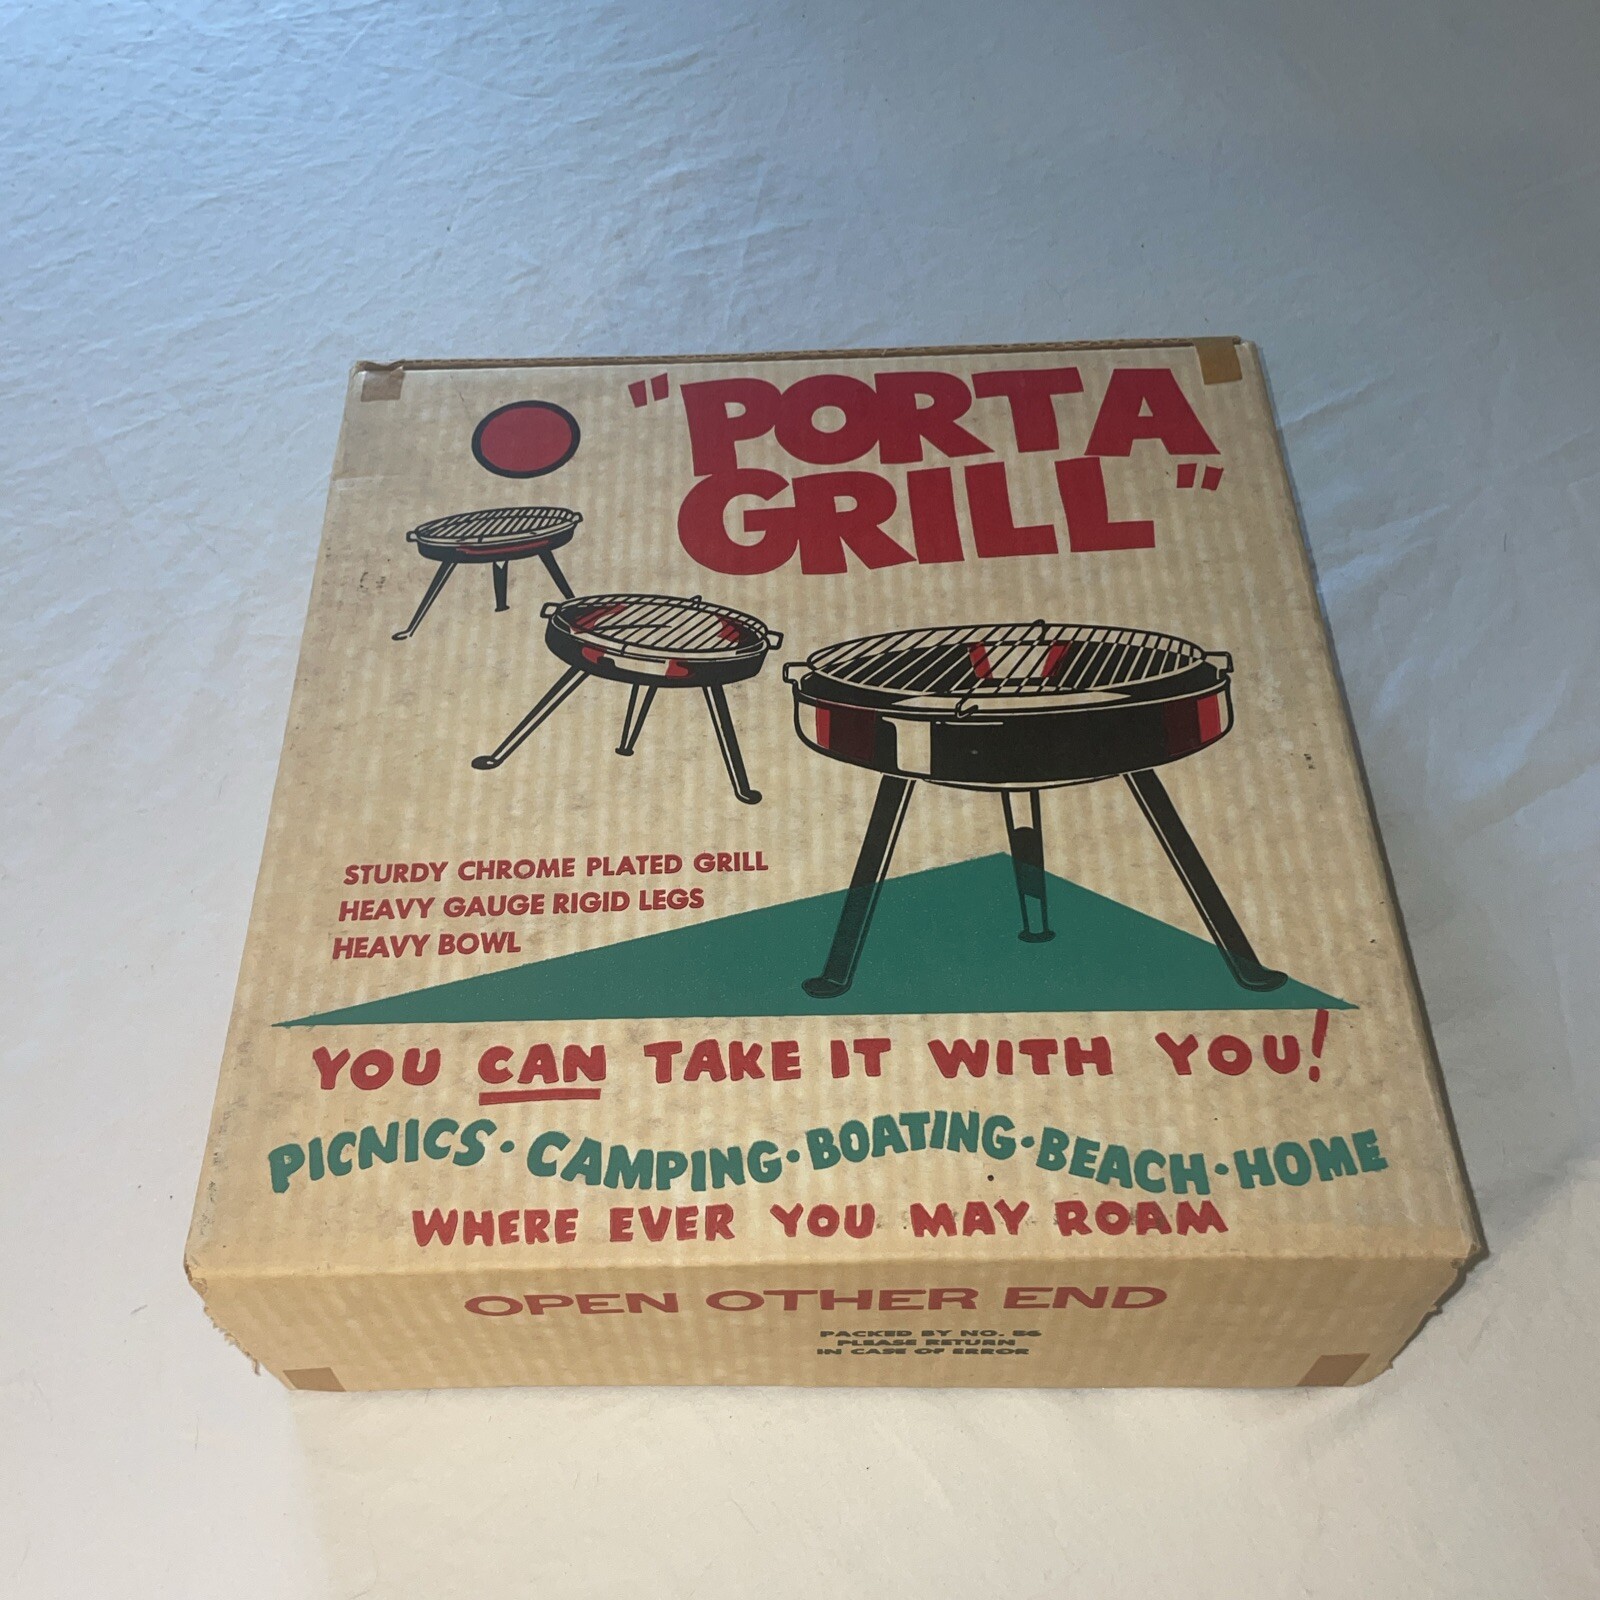 "PORTA
GRILL"
STURDY CHROME PLATED GRILL
HEAVY GAUGE RIGID LEGS
HEAVY BOWL
YOU CAN TAKE IT WITH YOU!
PICNICS · CAMPING · BOATING · BEACH · HOME
WHERE EVER YOU MAY ROAM
OPEN OTHER END
PACKED BY NO. 86
PLEASE RETURN
IN CASE OF ERROR